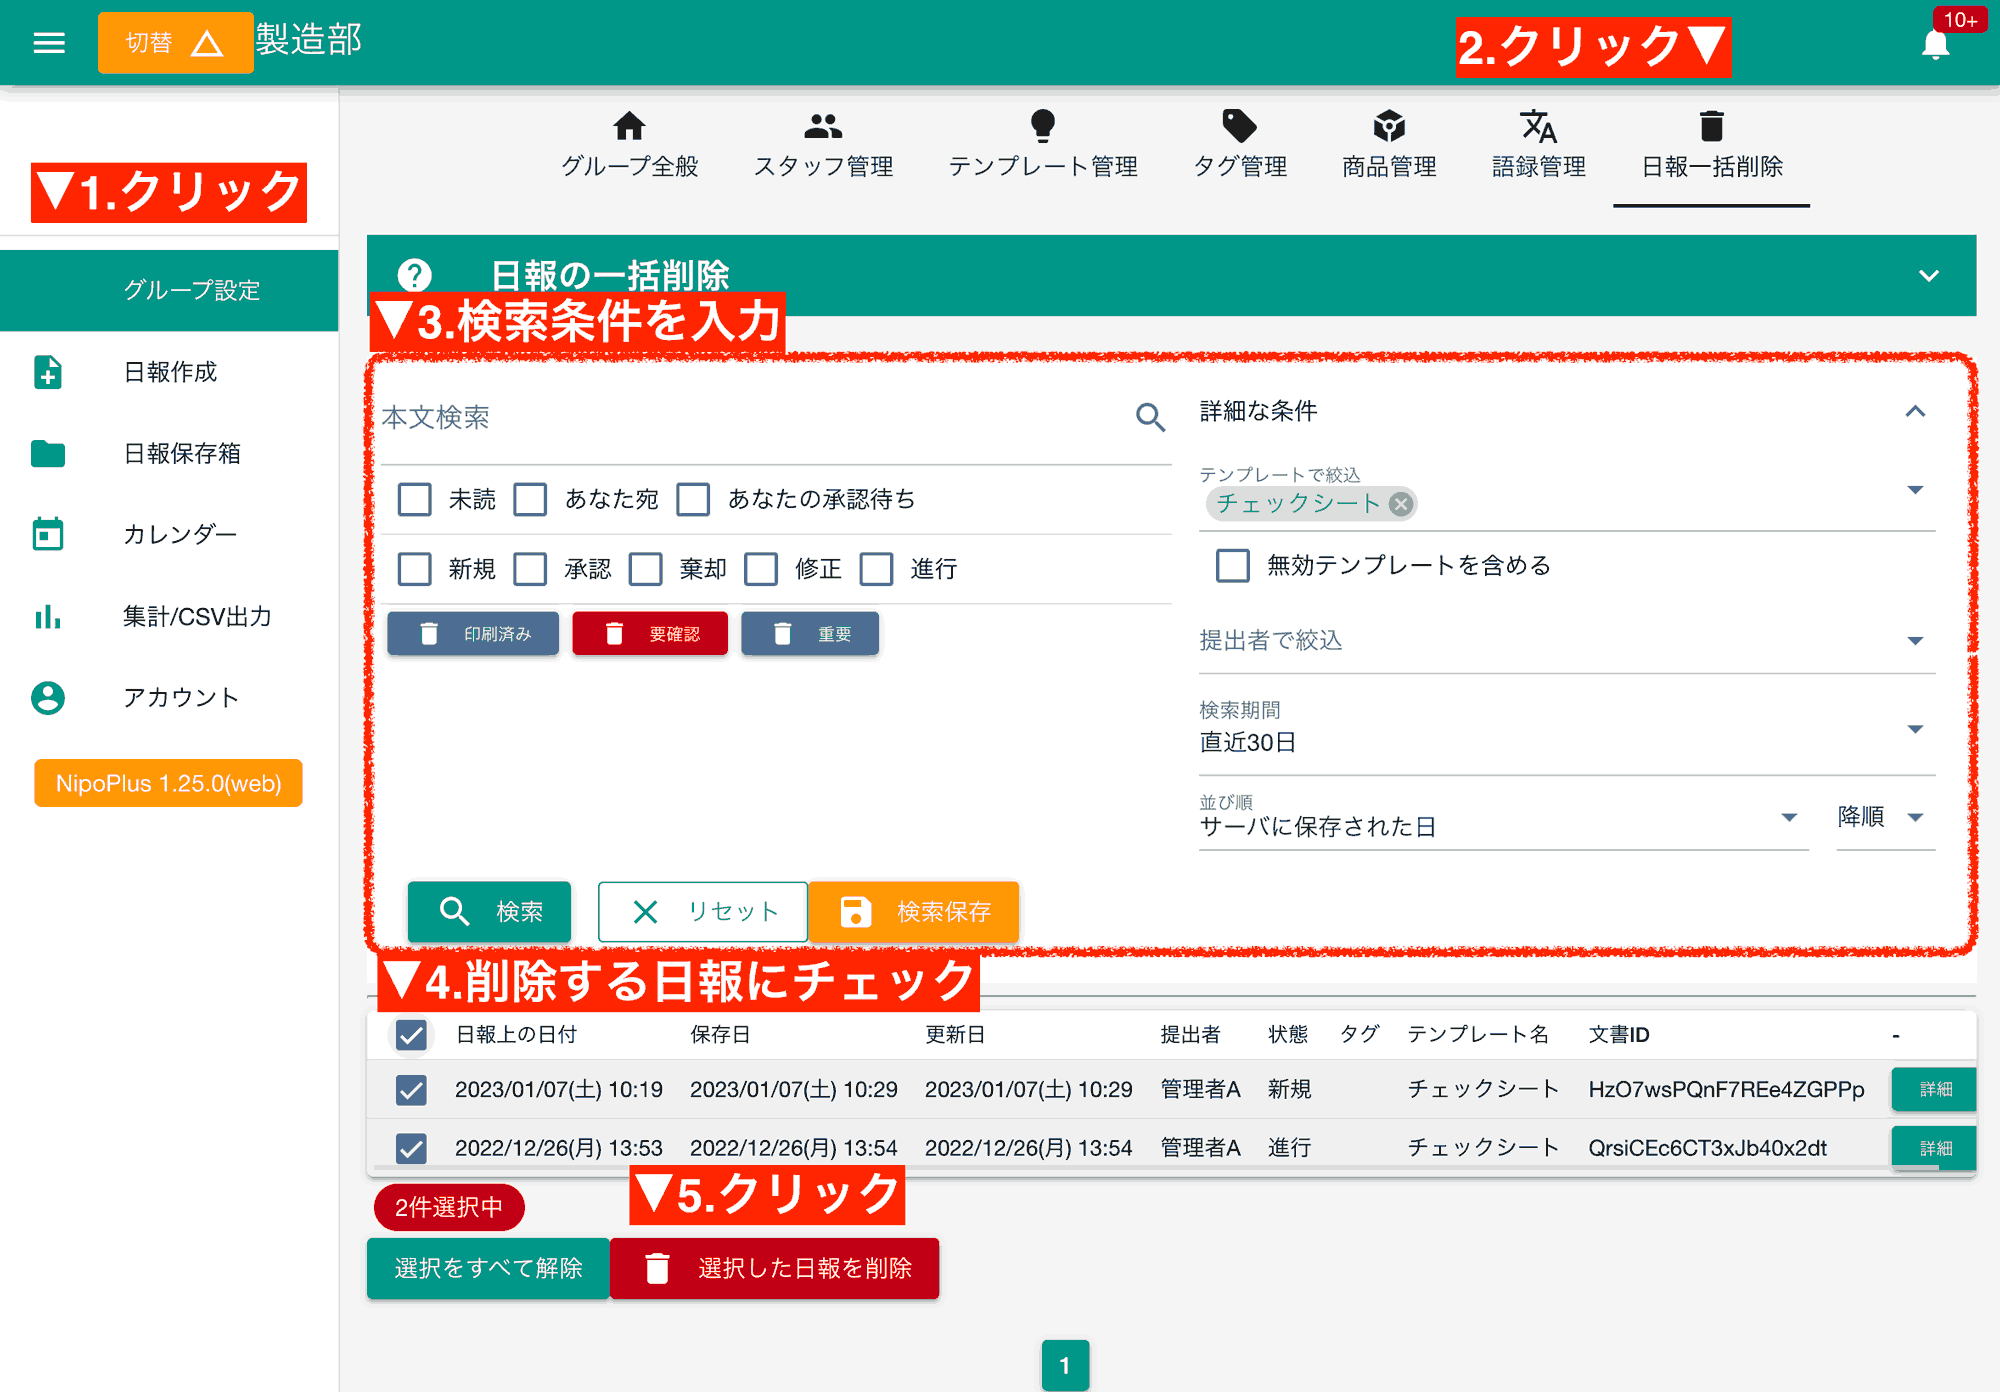 切替
製造部
2.クリック▼
10+
▼1.クリック
グループ全般
スタッフ管理
テンプレート管理
タグ管理
商品管理
語録管理
日報一括削除
グループ設定
日報作成
日報保存箱
カレンダー
集計/CSV出力
アカウント
NipoPlus 1.25.0(web)
日報の一括削除
▼3.検索条件を入力
本文検索
未読 あなた宛 あなたの承認待ち
新規 承認 棄却 修正 進行
印刷済み 要確認 重要
詳細な条件
テンプレートで絞込
チェックシート
無効テンプレートを含める
提出者で絞込
検索期間
直近30日
並び順
サーバに保存された日 降順
検索 リセット 検索保存
▼4.削除する日報にチェック
日報上の日付 保存日 更新日 提出者 状態 タグ テンプレート名 文書ID -
2023/01/07(土) 10:19 2023/01/07(土) 10:29 2023/01/07(土) 10:29 管理者A 新規 チェックシート HzO7wsPQnF7REe4ZGPPp 詳細
2022/12/26(月) 13:53 2022/12/26(月) 13:54 2022/12/26(月) 13:54 管理者A 進行 チェックシート QrsiCEc6CT3xJb40x2dt 詳細
2件選択中
▼5.クリック
選択をすべて解除 選択した日報を削除
1